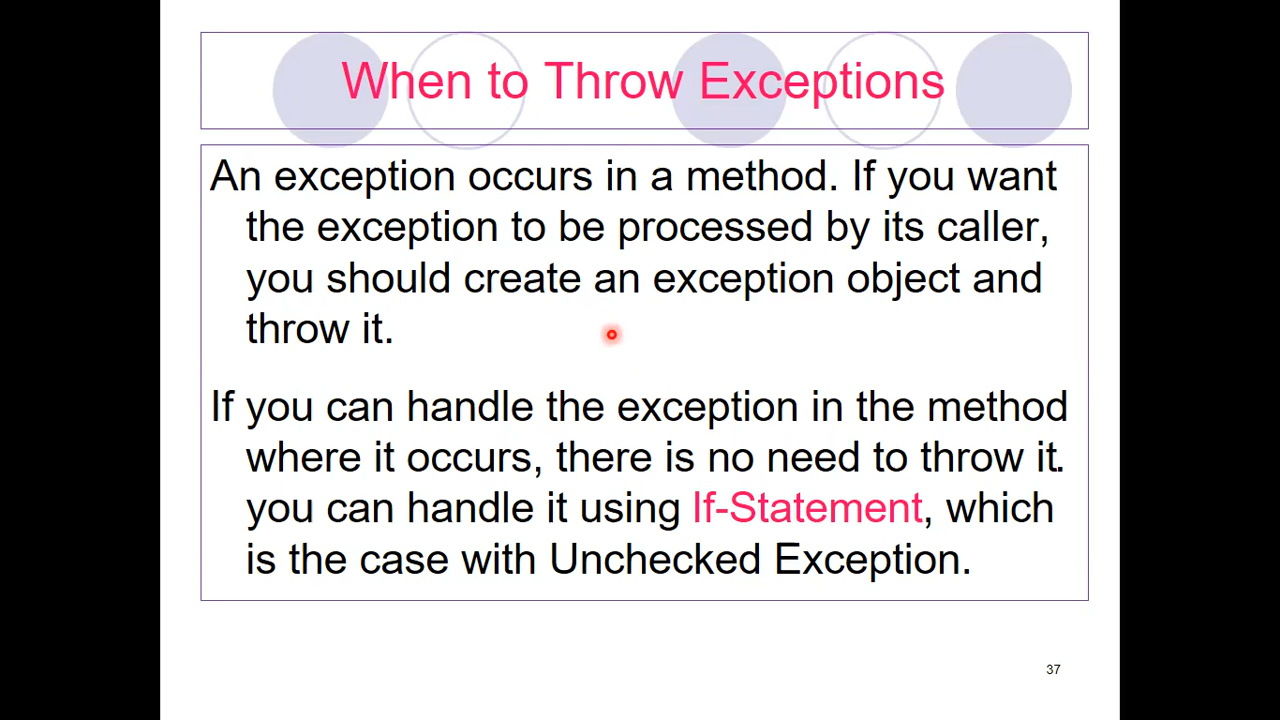 When to Throw Exceptions
An exception occurs in a method. If you want
the exception to be processed by its caller,
you should create an exception object and
throw it.
If you can handle the exception in the method
where it occurs, there is no need to throw it.
you can handle it using If-Statement, which
is the case with Unchecked Exception.
37